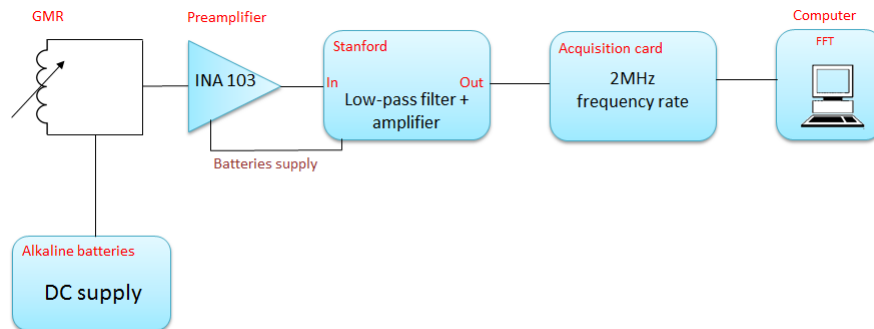 GMR
Preamplifier
INA 103
Batteries supply
Stanford
In
Out
Low-pass filter +
amplifier
Acquisition card
2MHz
frequency rate
Computer
FFT
Alkaline batteries
DC supply